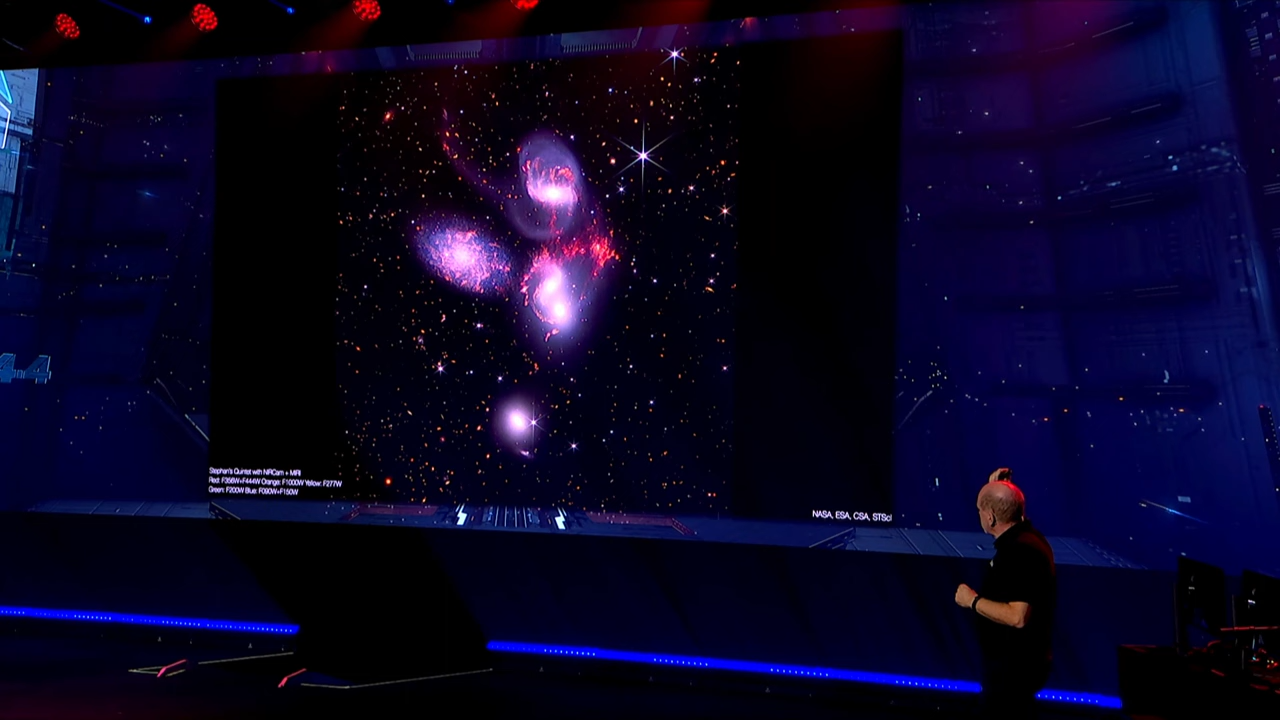 Stephan's Quintet with NIRCam + MIRI
Red: F356W+F444W Orange: F1000W Yellow: F277W
Green: F200W Blue: F090W+F150W
NASA, ESA, CSA, STScI
44